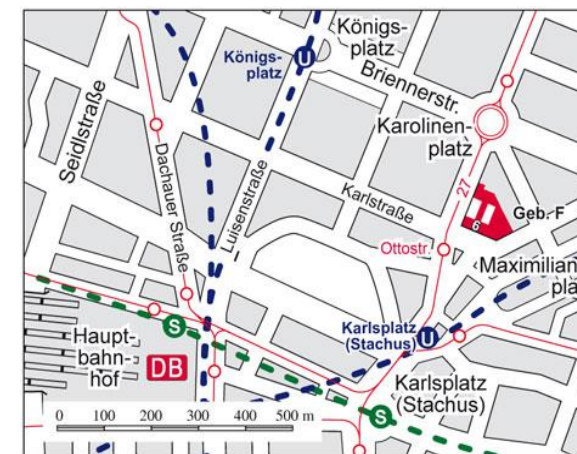 Königs-
platz
U
Königs-
platz
Briennerstr.
Karolinen-
platz
Seidlstraße
Dachauer Straße
Luisenstraße
Karlstraße
27
6
Geb. F
Ottostr.
Maximilian
pla
S
Haupt-
bahn-
hof
DB
Karlsplatz
(Stachus)
U
Karlsplatz
(Stachus)
S
0 100 200 300 400 500 m